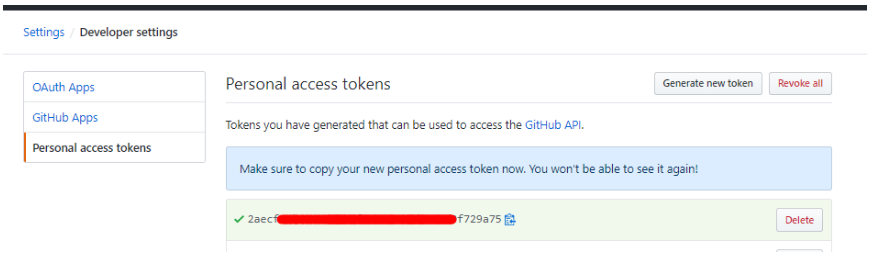 Settings / Developer settings
OAuth Apps
GitHub Apps
Personal access tokens
Personal access tokens
Generate new token
Revoke all
Tokens you have generated that can be used to access the GitHub API.
Make sure to copy your new personal access token now. You won't be able to see it again!
2aecf f729a75
Delete